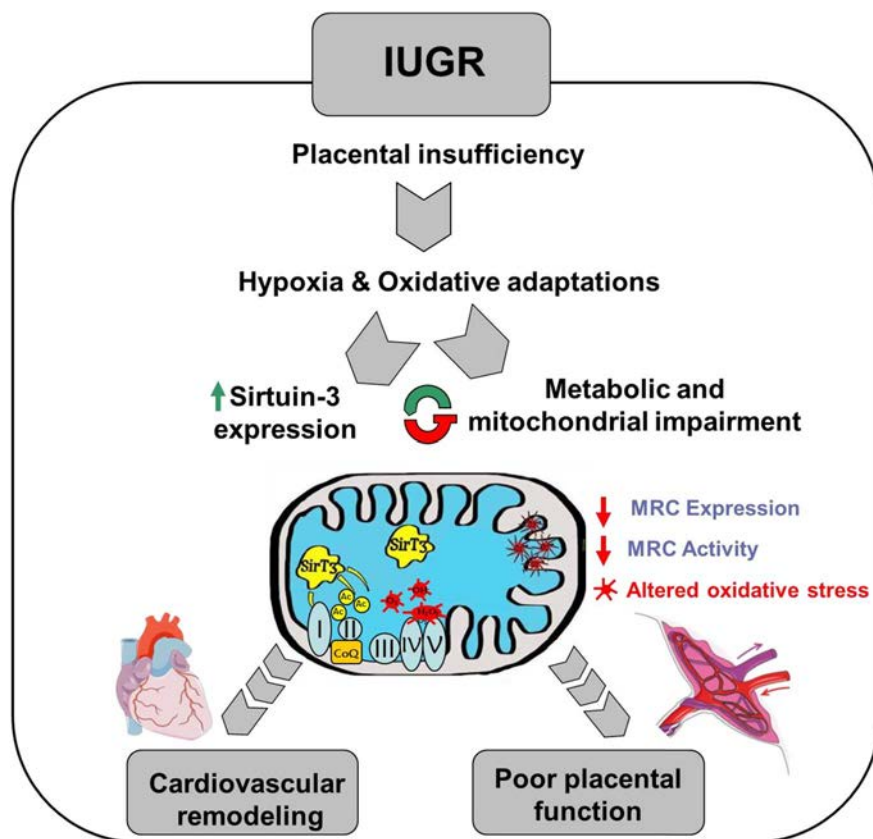 IUGR
Placental insufficiency
Hypoxia & Oxidative adaptations
Sirtuin-3
expression
Metabolic and
mitochondrial impairment
MRC Expression
MRC Activity
Altered oxidative stress
SirT3
SirT3
Ac
Ac
Ac
I
II
III
IV
V
CoQ
Cardiovascular
remodeling
Poor placental
function